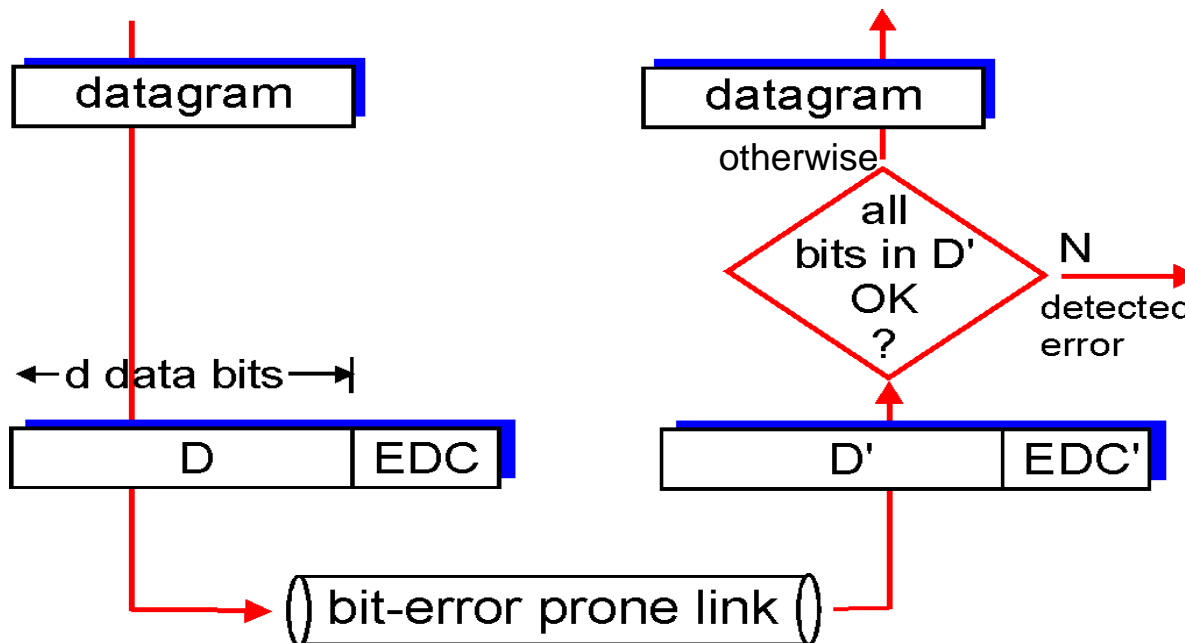 datagram
d data bits
D
EDC
bit-error prone link
datagram
otherwise
all
bits in D'
OK
?
N
detected
error
D'
EDC'